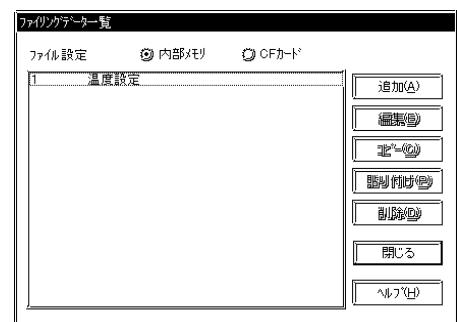 ファイリングデータ一覧
ファイル設定 内部メモリ CFカード
1 温度設定
追加(A)
編集(E)
コピー(C)
貼り付け(P)
削除(D)
閉じる
ヘルプ(H)